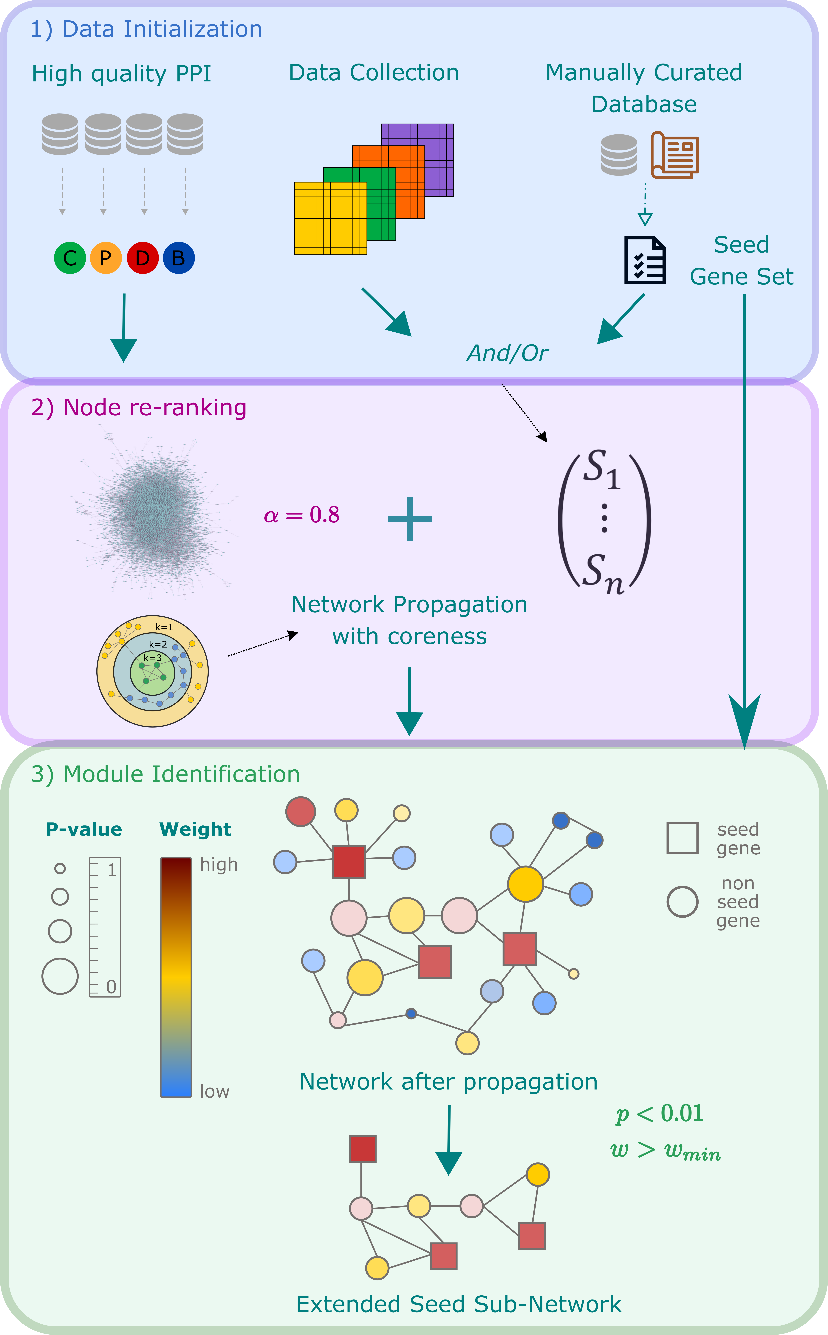 1) Data Initialization
High quality PPI
Data Collection
Manually Curated
Database
C P D B
Seed
Gene Set
And/Or
2) Node re-ranking
α = 0.8
S1
⋮
Sn
k=1
k=2
k=3
Network Propagation
with coreness
3) Module Identification
P-value
Weight
1
0
high
low
seed
gene
non
seed
gene
Network after propagation
p < 0.01
w > wmin
Extended Seed Sub-Network